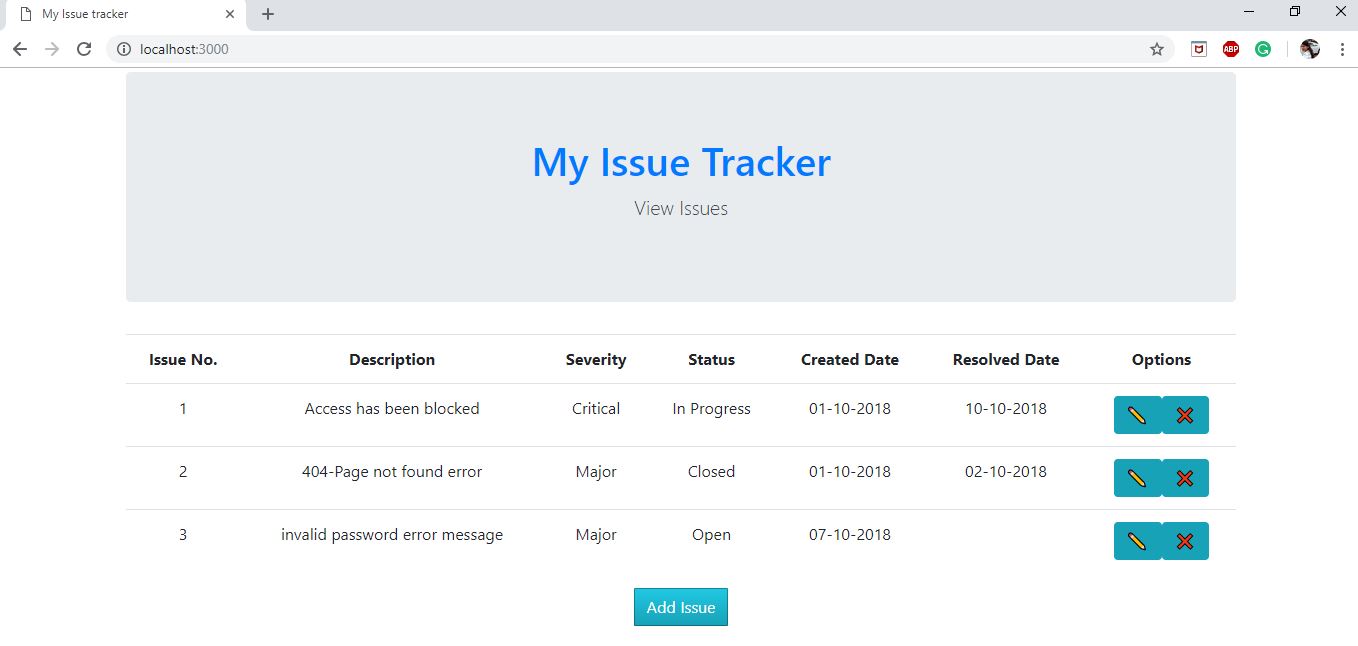 My Issue tracker
localhost:3000
ABP
My Issue Tracker
View Issues
Issue No. Description Severity Status Created Date Resolved Date Options
1 Access has been blocked Critical In Progress 01-10-2018 10-10-2018
2 404-Page not found error Major Closed 01-10-2018 02-10-2018
3 invalid password error message Major Open 07-10-2018
Add Issue